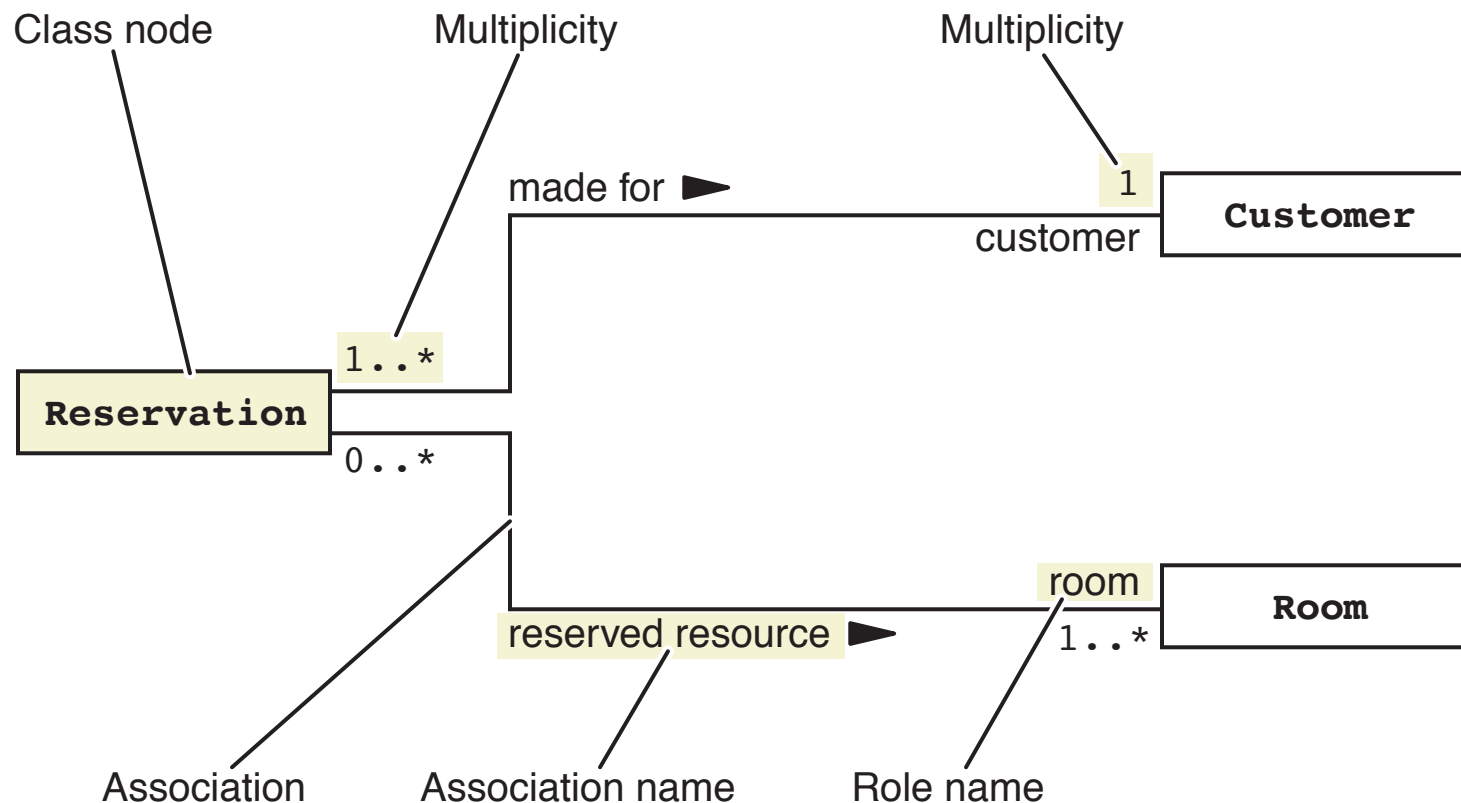 Class node
Multiplicity
Multiplicity
made for
1
Customer
customer
1..*
Reservation
0..*
room
Room
reserved resource
1..*
Association
Association name
Role name